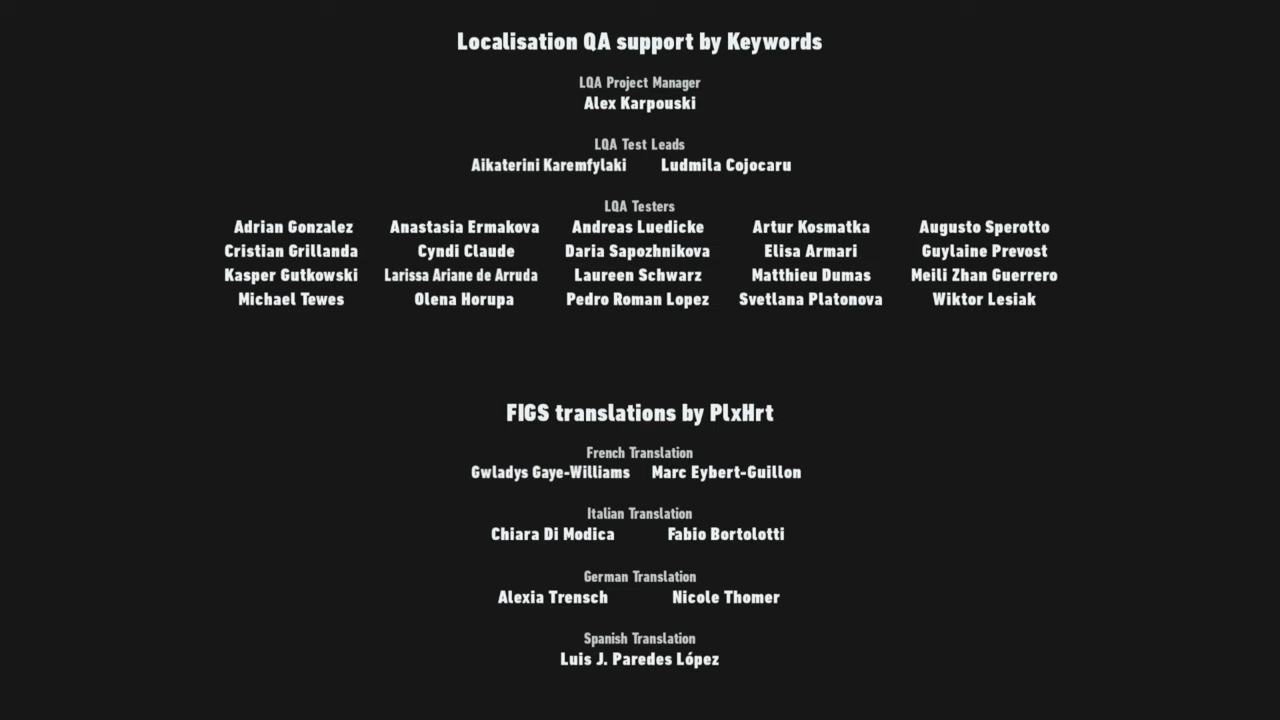 Localisation QA support by Keywords
LQA Project Manager
Alex Karpouski
LQA Test Leads
Aikaterini Karemfylaki Ludmila Cojocaru
LQA Testers
Adrian Gonzalez Anastasia Ermakova Andreas Luedicke Artur Kosmatka Augusto Sperotto
Cristian Grillanda Cyndi Claude Daria Sapozhnikova Elisa Armari Guylaine Prevost
Kasper Gutkowski Larissa Ariane de Arruda Laureen Schwarz Matthieu Dumas Meili Zhan Guerrero
Michael Tewes Olena Horupa Pedro Roman Lopez Svetlana Platonova Wiktor Lesiak
FIGS translations by PlxHrt
French Translation
Gwladys Gaye-Williams Marc Eybert-Guillon
Italian Translation
Chiara Di Modica Fabio Bortolotti
German Translation
Alexia Trensch Nicole Thomer
Spanish Translation
Luis J. Paredes López